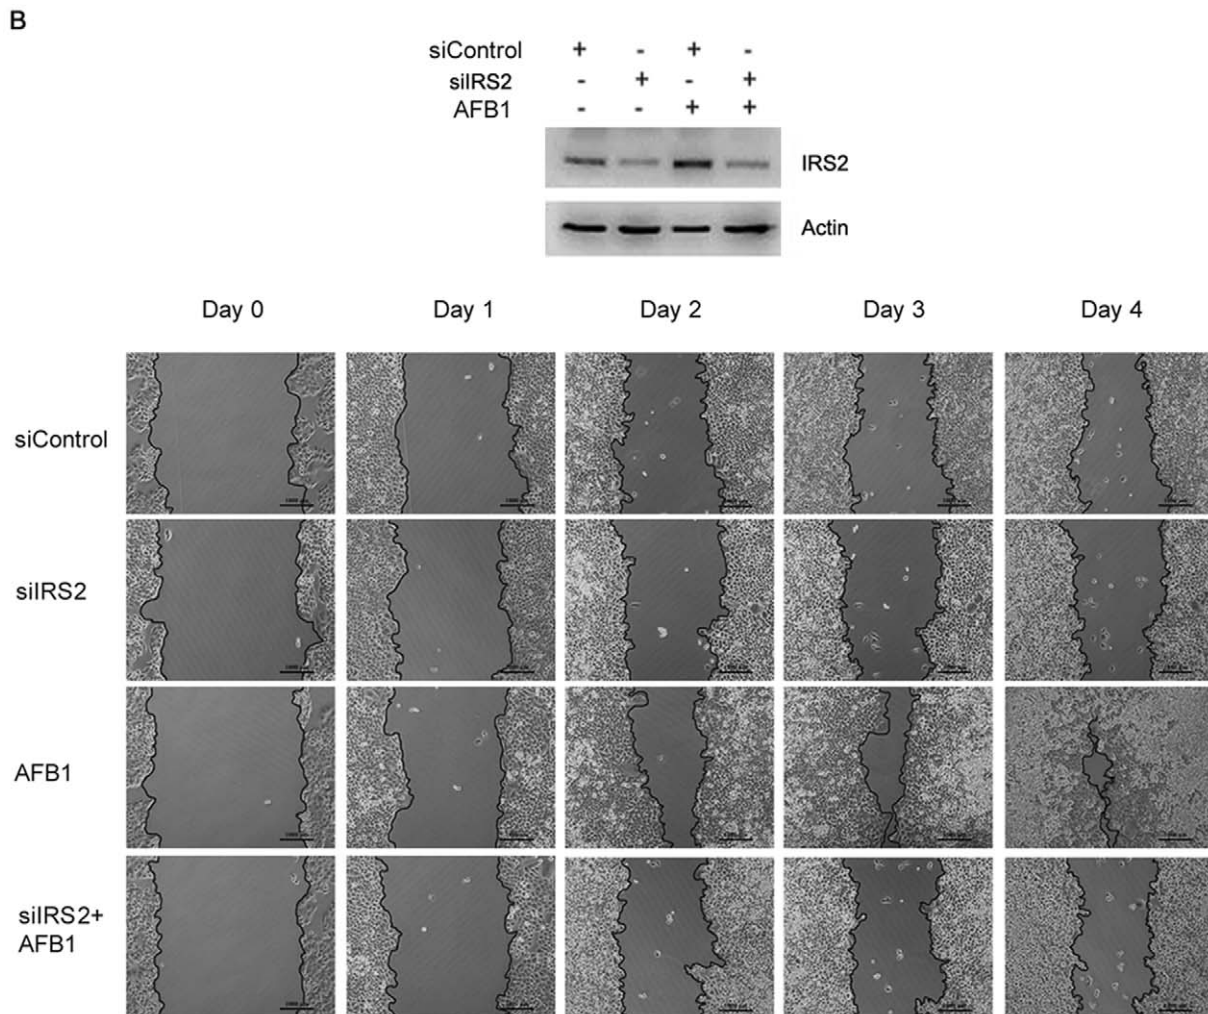 B
siControl + - + -
siIRS2 - + - +
AFB1 - - + +
IRS2
Actin
Day 0 Day 1 Day 2 Day 3 Day 4
siControl
siIRS2
AFB1
siIRS2+
AFB1